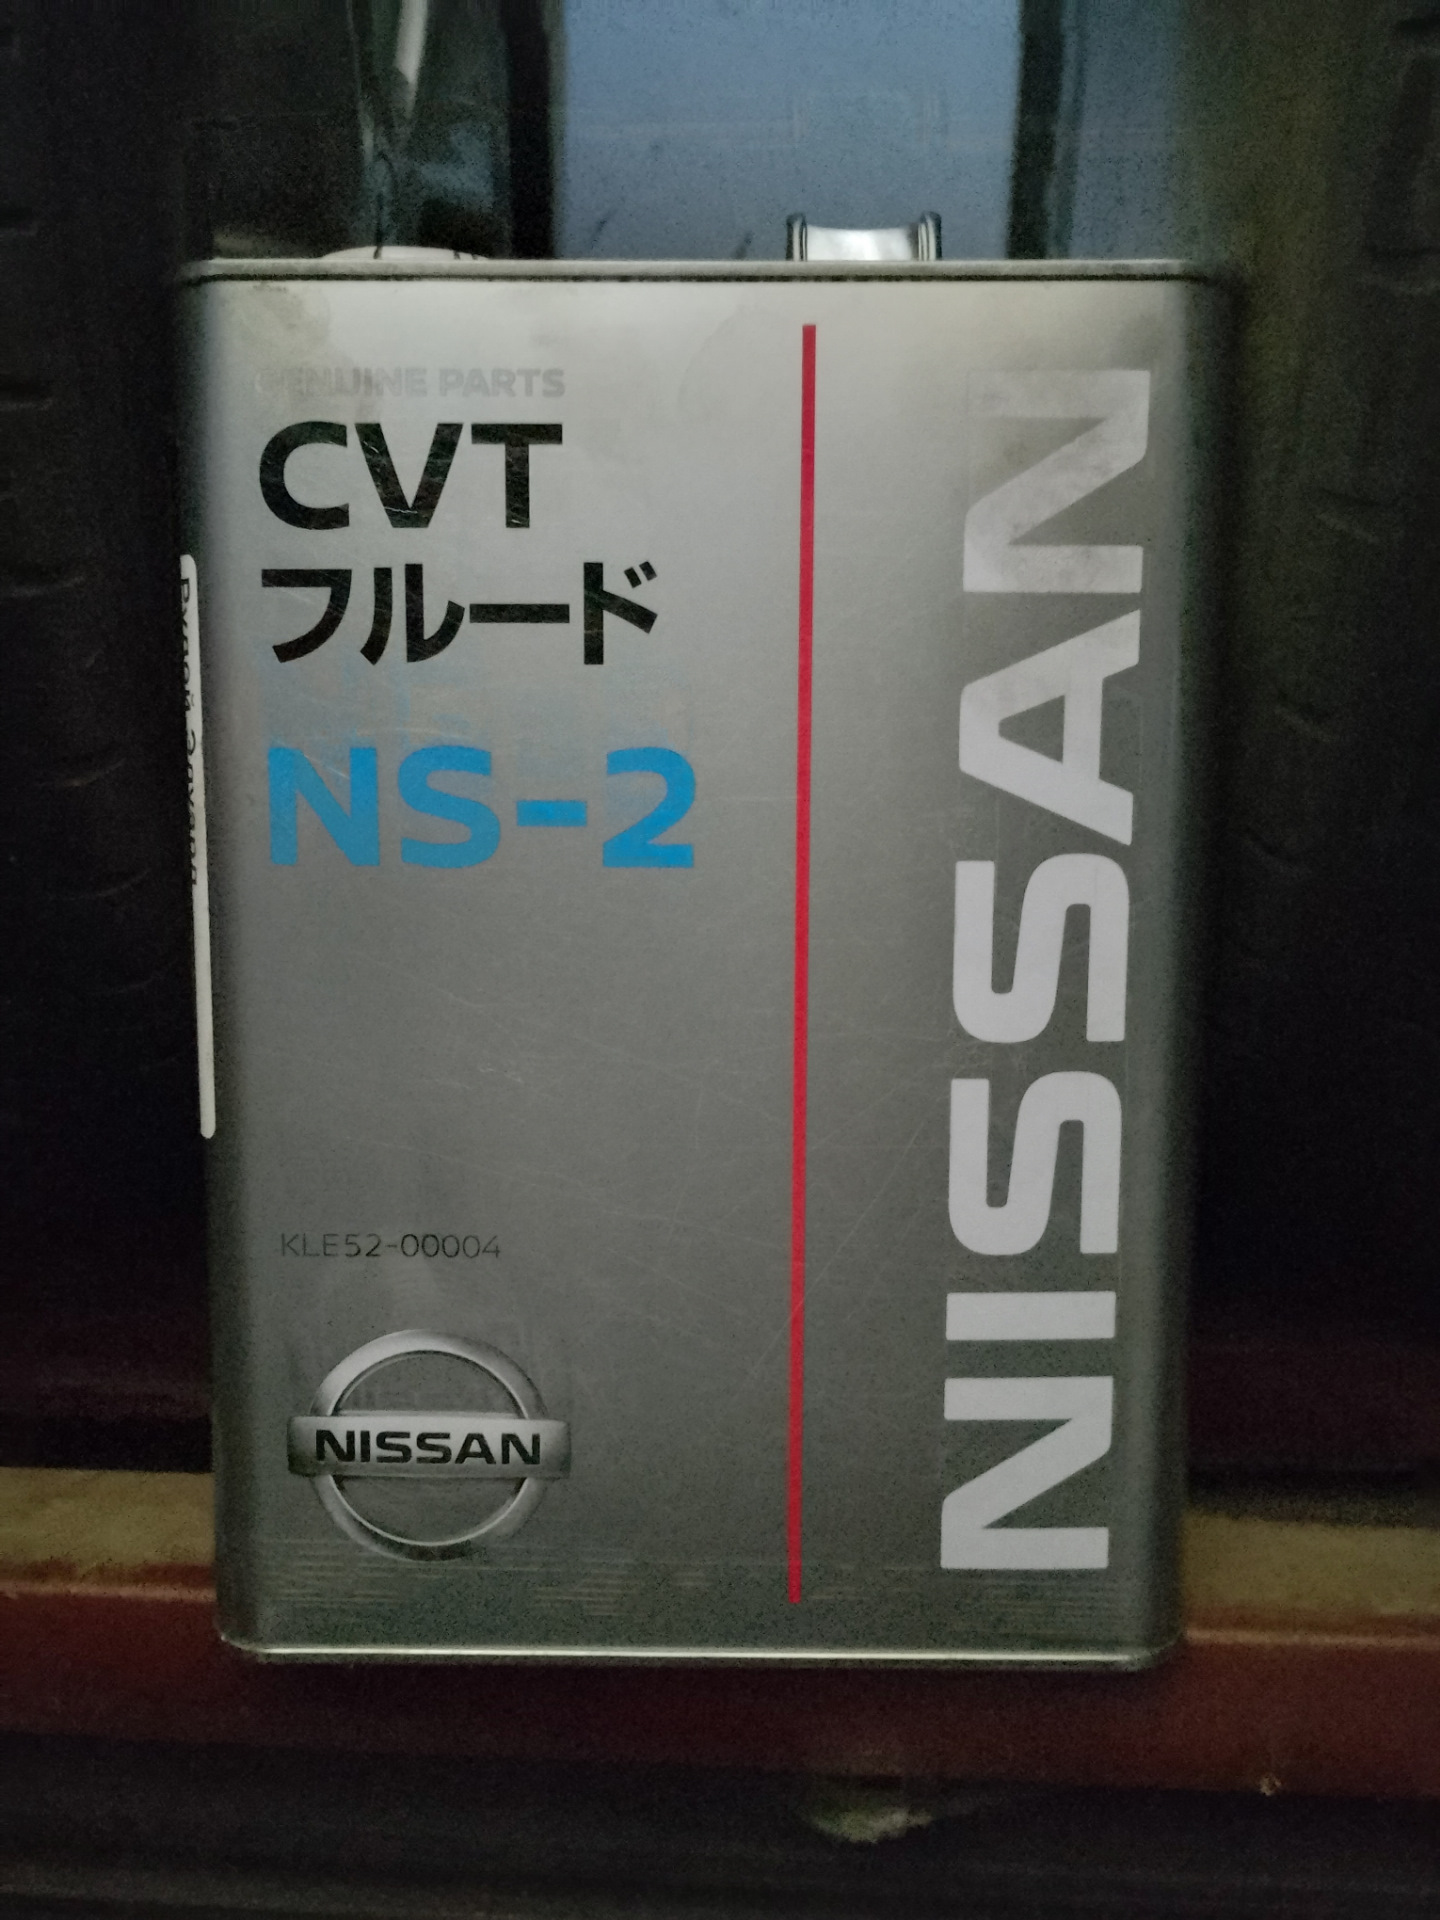 GENUINE PARTS
CVT
フルード
NS-2
KLE52-00004
NISSAN
NISSAN